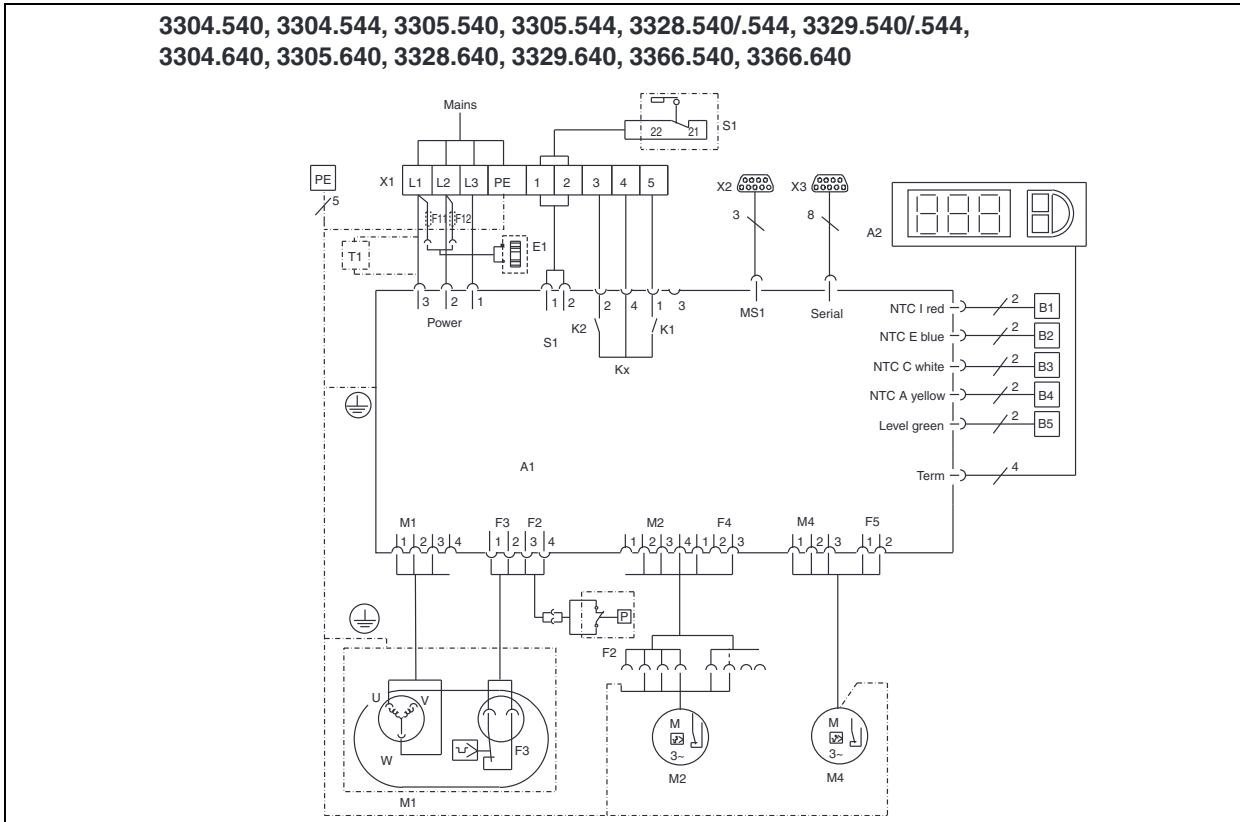 3304.540, 3304.544, 3305.540, 3305.544, 3328.540/.544, 3329.540/.544,
3304.640, 3305.640, 3328.640, 3329.640, 3366.540, 3366.640
Mains
22 21 S1
PE X1 L1 L2 L3 PE 1 2 3 4 5 X2 X3
5 3 8 A2
F11 F12
T1 E1
3 2 1 1 2 2 4 1 3
Power S1 K2 K1 MS1 Serial
Kx
NTC I red 2 B1
NTC E blue 2 B2
NTC C white 2 B3
NTC A yellow 2 B4
Level green 2 B5
A1
Term 4
M1 F3 F2 M2 F4 M4 F5
1 2 3 4 1 2 3 4 1 2 3 4 1 2 3 1 2 3 1 2
P
F2
U V
W F3
M M
3~ 3~
M2 M4
M1